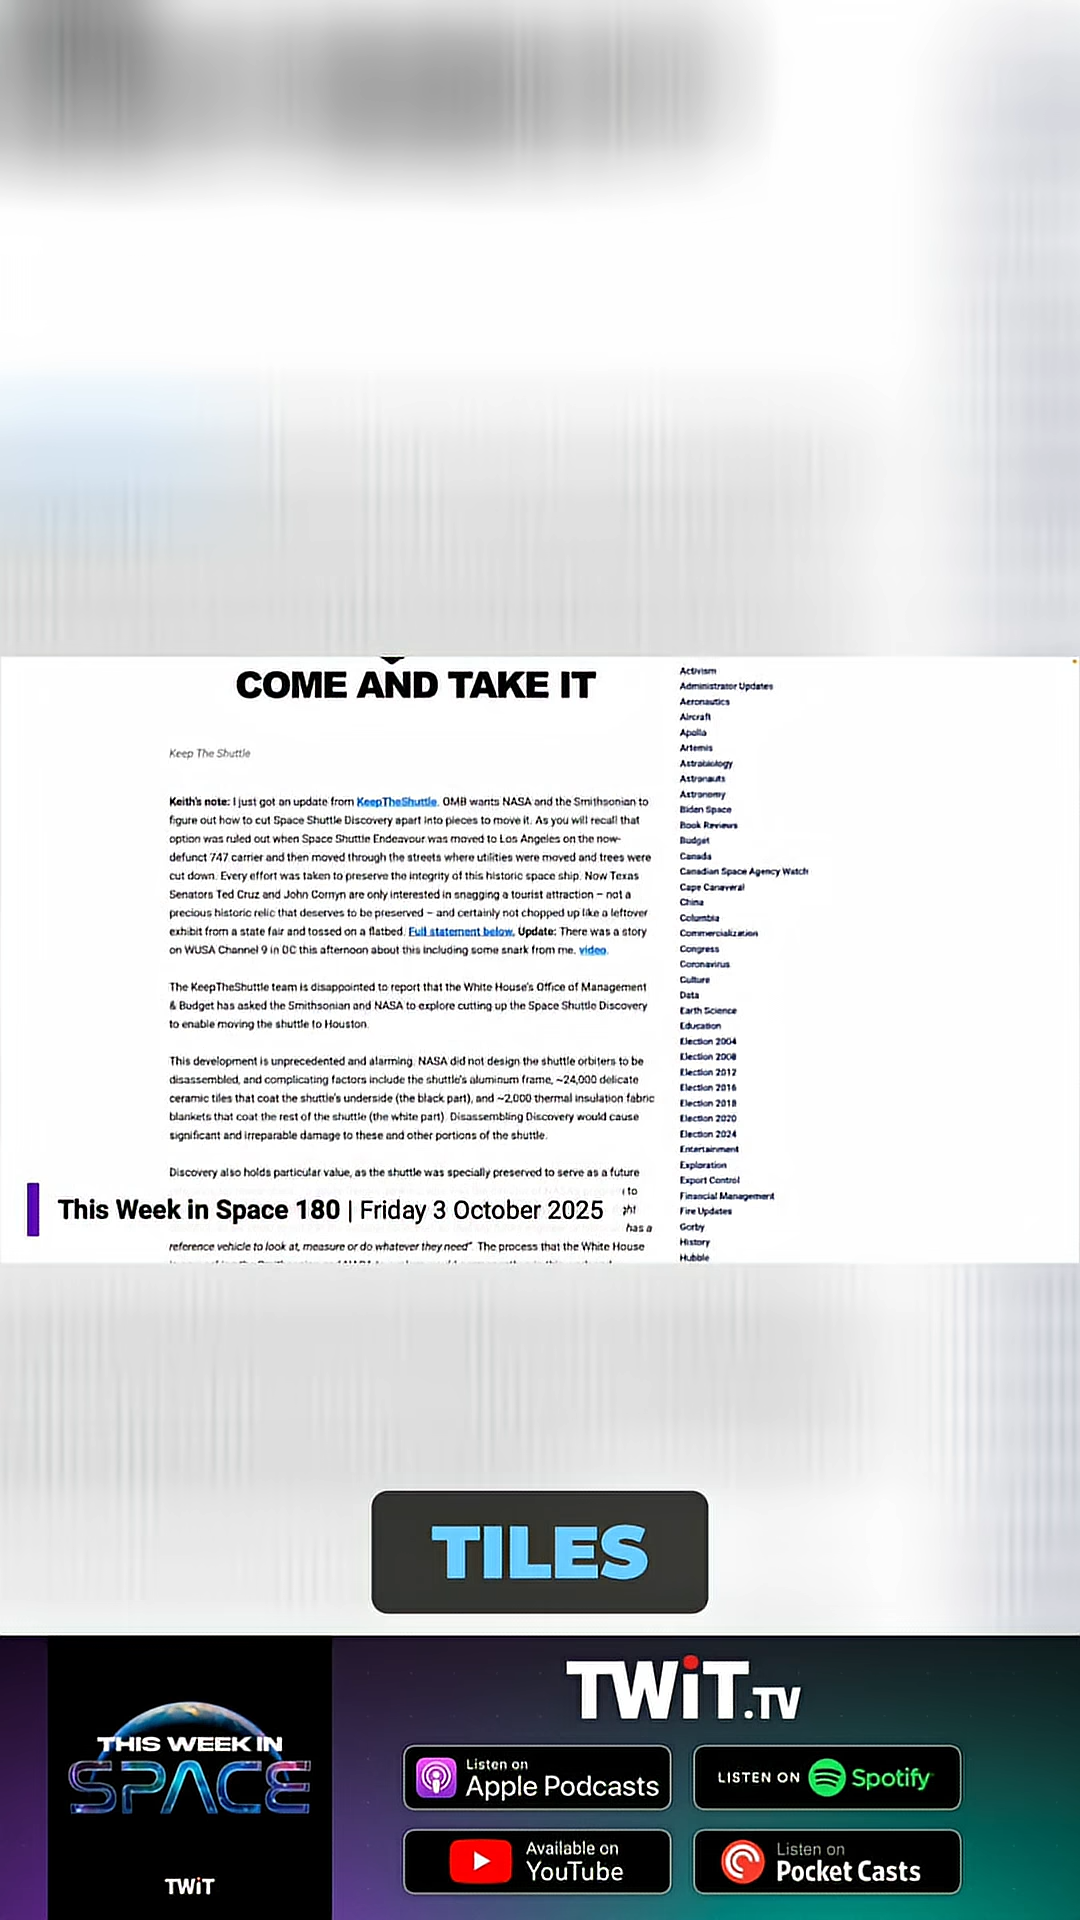 COME AND TAKE IT
Keep The Shuttle
Keith's note: I just got an update from KeepTheShuttle. OMB wants NASA and the Smithsonian to
figure out how to cut Space Shuttle Discovery apart into pieces to move it. As you will recall that
option was ruled out when Space Shuttle Endeavour was moved to Los Angeles on the now-
defunct 747 carrier and then moved through the streets where utilities were moved and trees were
cut down. Every effort was taken to preserve the integrity of this historic space ship. Now Texas
Senators Ted Cruz and John Cornyn are only interested in snagging a tourist attraction – not a
precious historic relic that deserves to be preserved – and certainly not chopped up like a leftover
exhibit from a state fair and tossed on a flatbed. Full statement below. Update: There was a story
on WUSA Channel 9 in DC this afternoon about this including some snark from me. video.
The KeepTheShuttle team is disappointed to report that the White House's Office of Management
& Budget has asked the Smithsonian and NASA to explore cutting up the Space Shuttle Discovery
to enable moving the shuttle to Houston.
This development is unprecedented and alarming. NASA did not design the shuttle orbiters to be
disassembled, and complicating factors include the shuttle's aluminum frame, ~24,000 delicate
ceramic tiles that coat the shuttle's underside (the black part), and ~2,000 thermal insulation fabric
blankets that coat the rest of the shuttle (the white part). Disassembling Discovery would cause
significant and irreparable damage to these and other portions of the shuttle.
Discovery also holds particular value, as the shuttle was specially preserved to serve as a future
to
has a
reference vehicle to look at, measure or do whatever they need". The process that the White House
Activism
Administrator Updates
Aeronautics
Aircraft
Apollo
Artemis
Astrobiology
Astronauts
Astronomy
Biden Space
Book Reviews
Budget
Canada
Canadian Space Agency Watch
Cape Canaveral
China
Columbia
Commercialization
Congress
Coronavirus
Culture
Data
Earth Science
Education
Election 2004
Election 2008
Election 2012
Election 2016
Election 2018
Election 2020
Election 2024
Entertainment
Exploration
Export Control
Financial Management
Fire Updates
Gorby
History
Hubble
This Week in Space 180 | Friday 3 October 2025
TILES
THIS WEEK IN
SPACE
TWiT
TWiT.TV
Listen on
Apple Podcasts
LISTEN ON Spotify
Available on
YouTube
Listen on
Pocket Casts